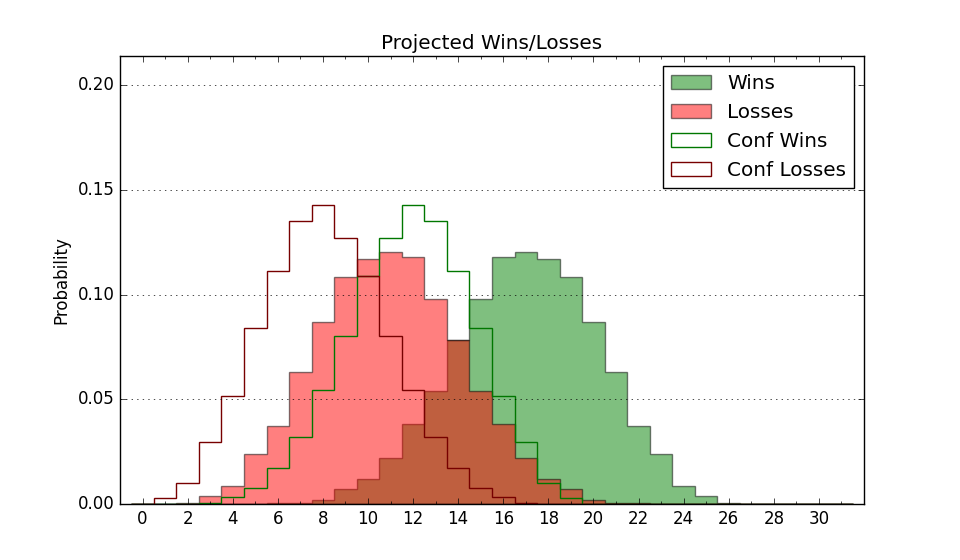 Projected Wins/Losses
Wins
Losses
Conf Wins
Conf Losses
Probability
0.20
0.15
0.10
0.05
0.00
0 2 4 6 8 10 12 14 16 18 20 22 24 26 28 30